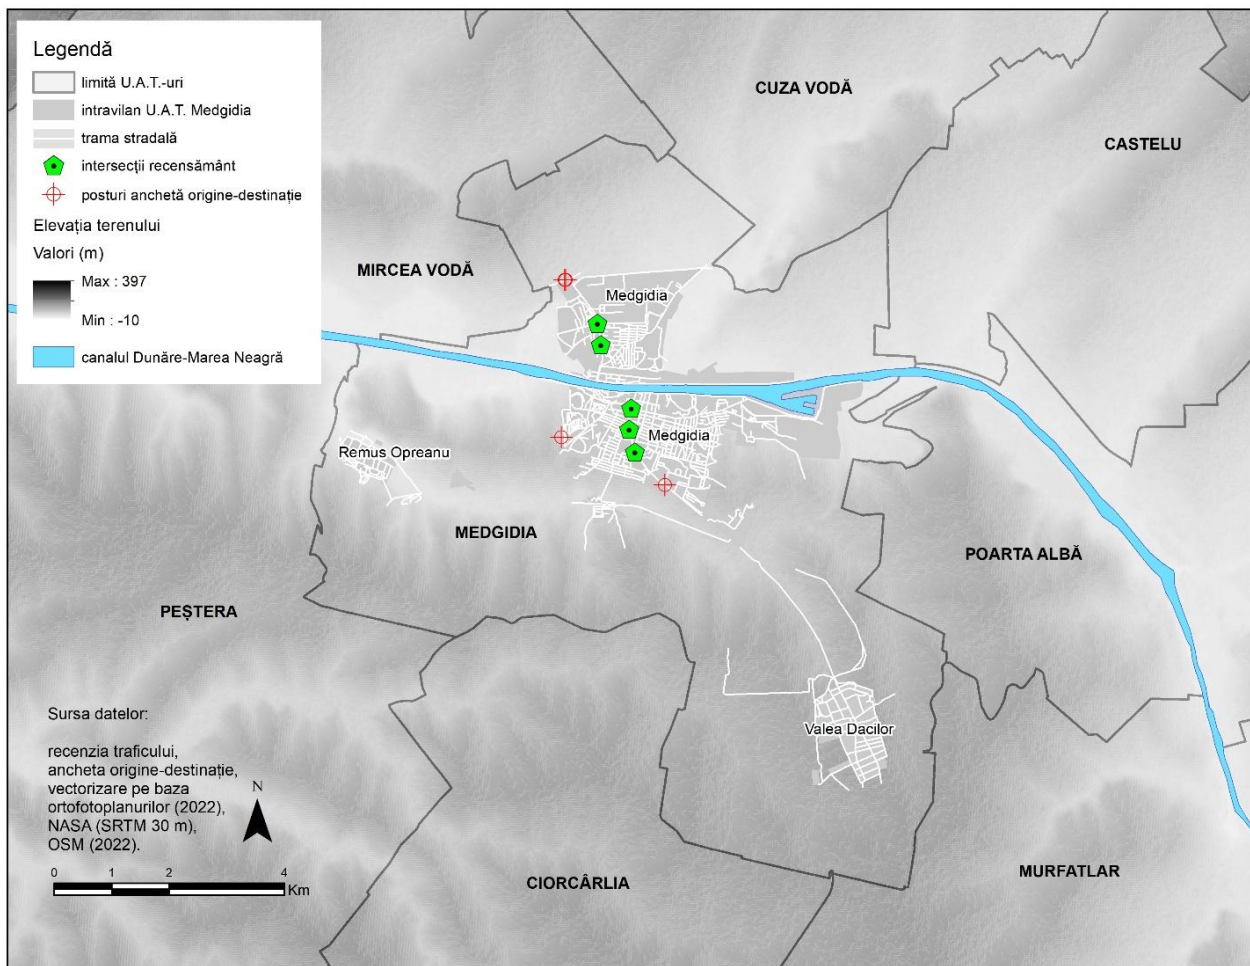 Legendă
limită U.A.T.-uri
intravilan U.A.T. Medgidia
trama stradală
intersecții recensământ
posturi anchetă origine-destinație
Elevația terenului
Valori (m)
Max : 397
Min : -10
canalul Dunăre-Marea Neagră
CUZA VODĂ
CASTELU
MIRCEA VODĂ
Medgidia
Medgidia
Remus Opreanu
MEDGIDIA
POARTA ALBĂ
PEȘTERA
Valea Dacilor
CIORCÂRLIA
MURFATLAR
Sursa datelor:
recenzia traficului,
ancheta origine-destinație,
vectorizare pe baza
ortofotoplanurilor (2022),
NASA (SRTM 30 m),
OSM (2022).
N
0 1 2 4
Km